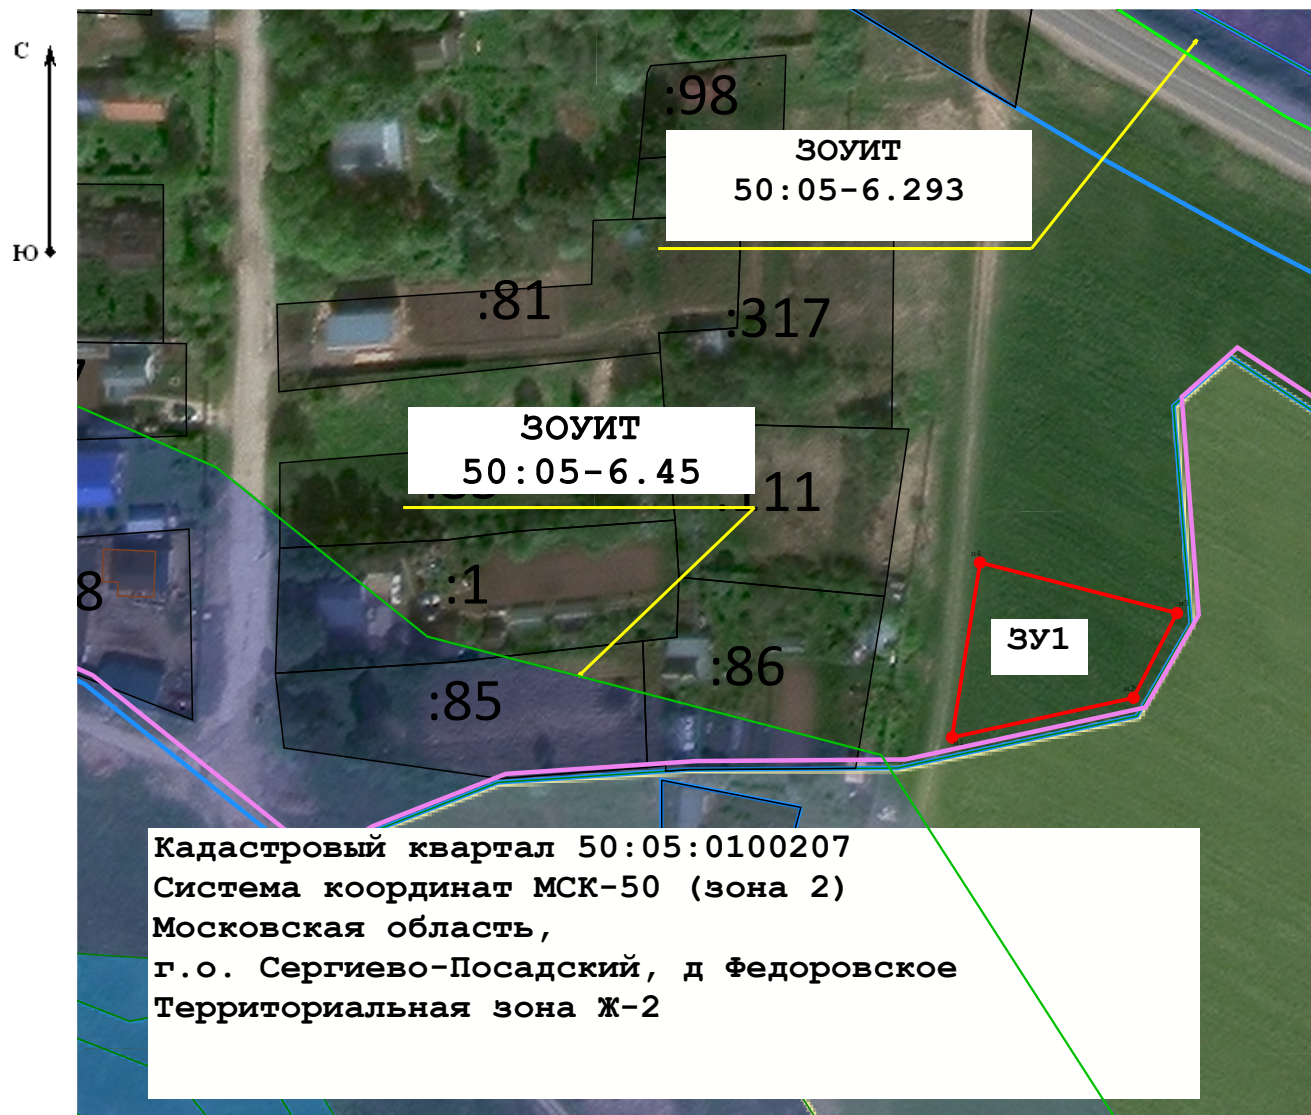 С
Ю
:98
ЗОУИТ
50:05-6.293
:81
:317
7
ЗОУИТ
50:05-6.45
:111
:1
8
:86
:85
н4
ЗУ1
Кадастровый квартал 50:05:0100207
Система координат МСК-50 (зона 2)
Московская область,
г.о. Сергиево-Посадский, д Федоровское
Территориальная зона Ж-2